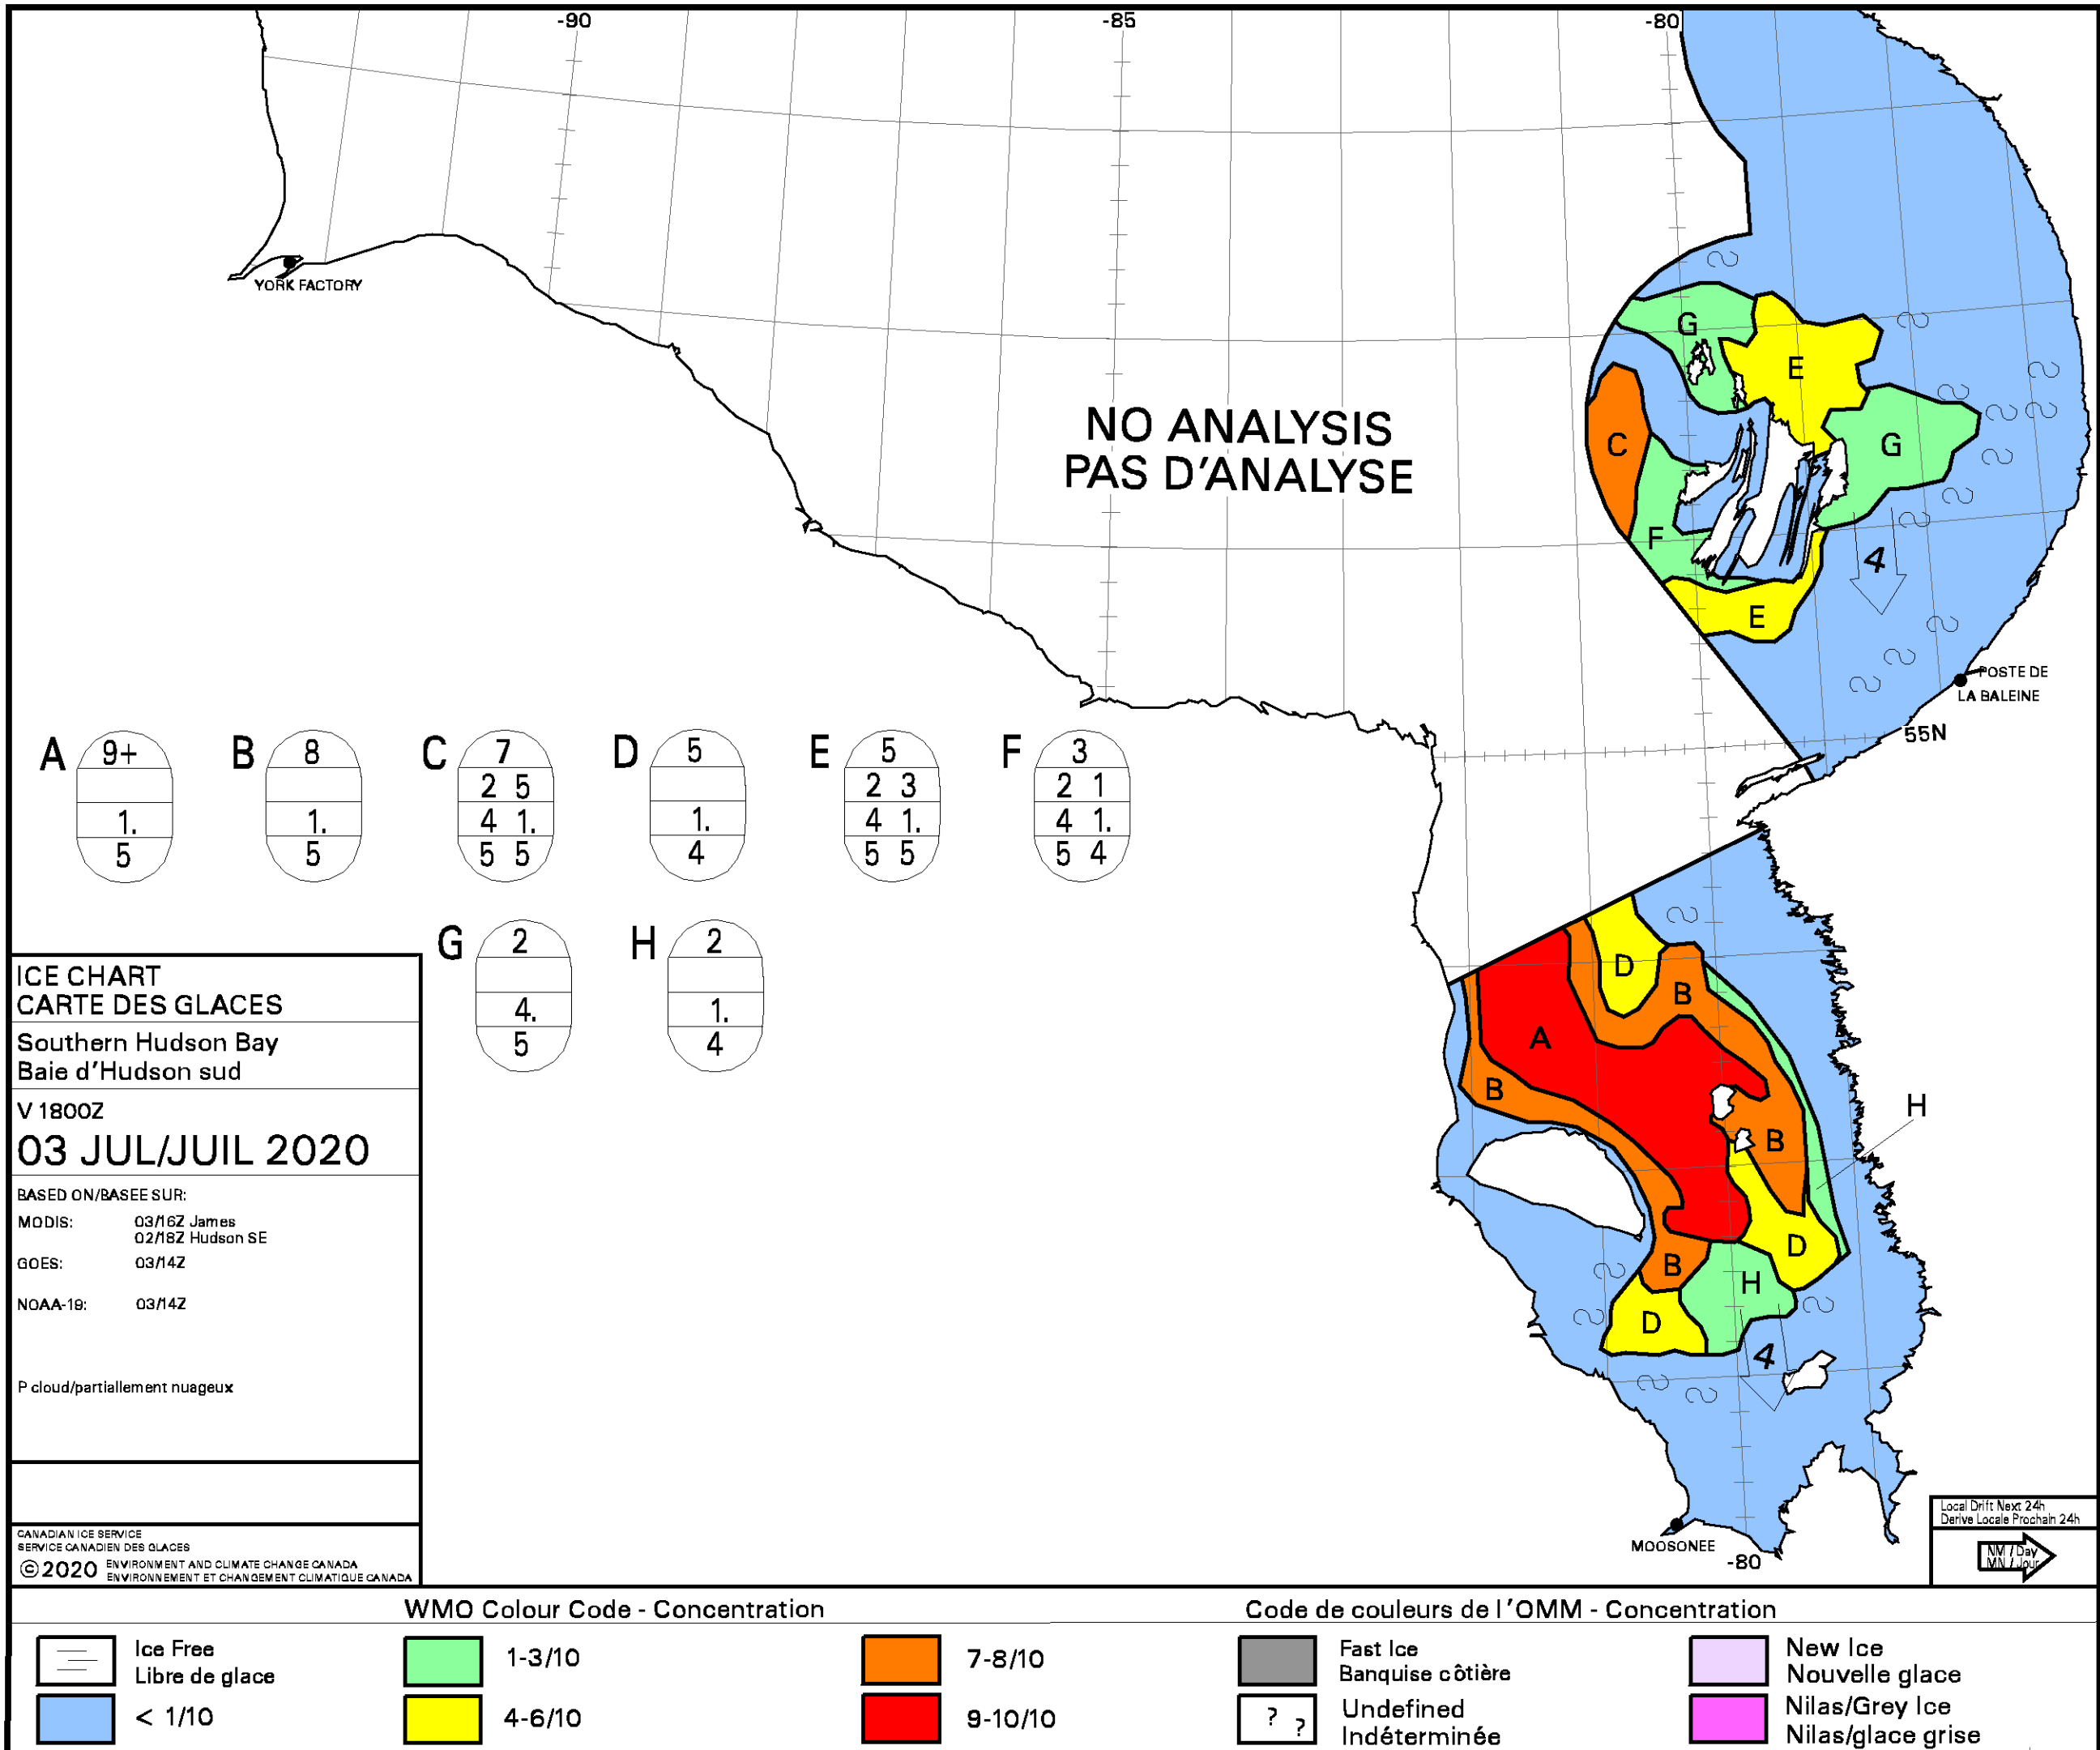 -90
-85
-80
YORK FACTORY
NO ANALYSIS
PAS D'ANALYSE
G
E
C
G
F
4
E
POSTE DE
LA BALEINE
55N
A
9+
1.
5
B
8
1.
5
C
7
2 5
4 1.
5 5
D
5
1.
4
E
5
2 3
4 1.
5 5
F
3
2 1
4 1.
5 4
G
2
4.
5
H
2
1.
4
D
B
A
B
H
B
D
B
H
D
4
MOOSONEE
-80
ICE CHART
CARTE DES GLACES
Southern Hudson Bay
Baie d'Hudson sud
V 1800Z
03 JUL/JUIL 2020
BASED ON/BASEE SUR:
MODIS: 03/16Z James
02/18Z Hudson SE
GOES: 03/14Z
NOAA-19: 03/14Z
P cloud/partiallement nuageux
CANADIAN ICE SERVICE
SERVICE CANADIEN DES GLACES
©2020 ENVIRONMENT AND CLIMATE CHANGE CANADA
ENVIRONNEMENT ET CHANGEMENT CLIMATIQUE CANADA
Local Drift Next 24h
Derive Locale Prochain 24h
NM / Day
MN / Jour
WMO Colour Code - Concentration
Code de couleurs de l'OMM - Concentration
Ice Free
Libre de glace
< 1/10
1-3/10
4-6/10
7-8/10
9-10/10
Fast Ice
Banquise côtière
? ?
Undefined
Indéterminée
New Ice
Nouvelle glace
Nilas/Grey Ice
Nilas/glace grise